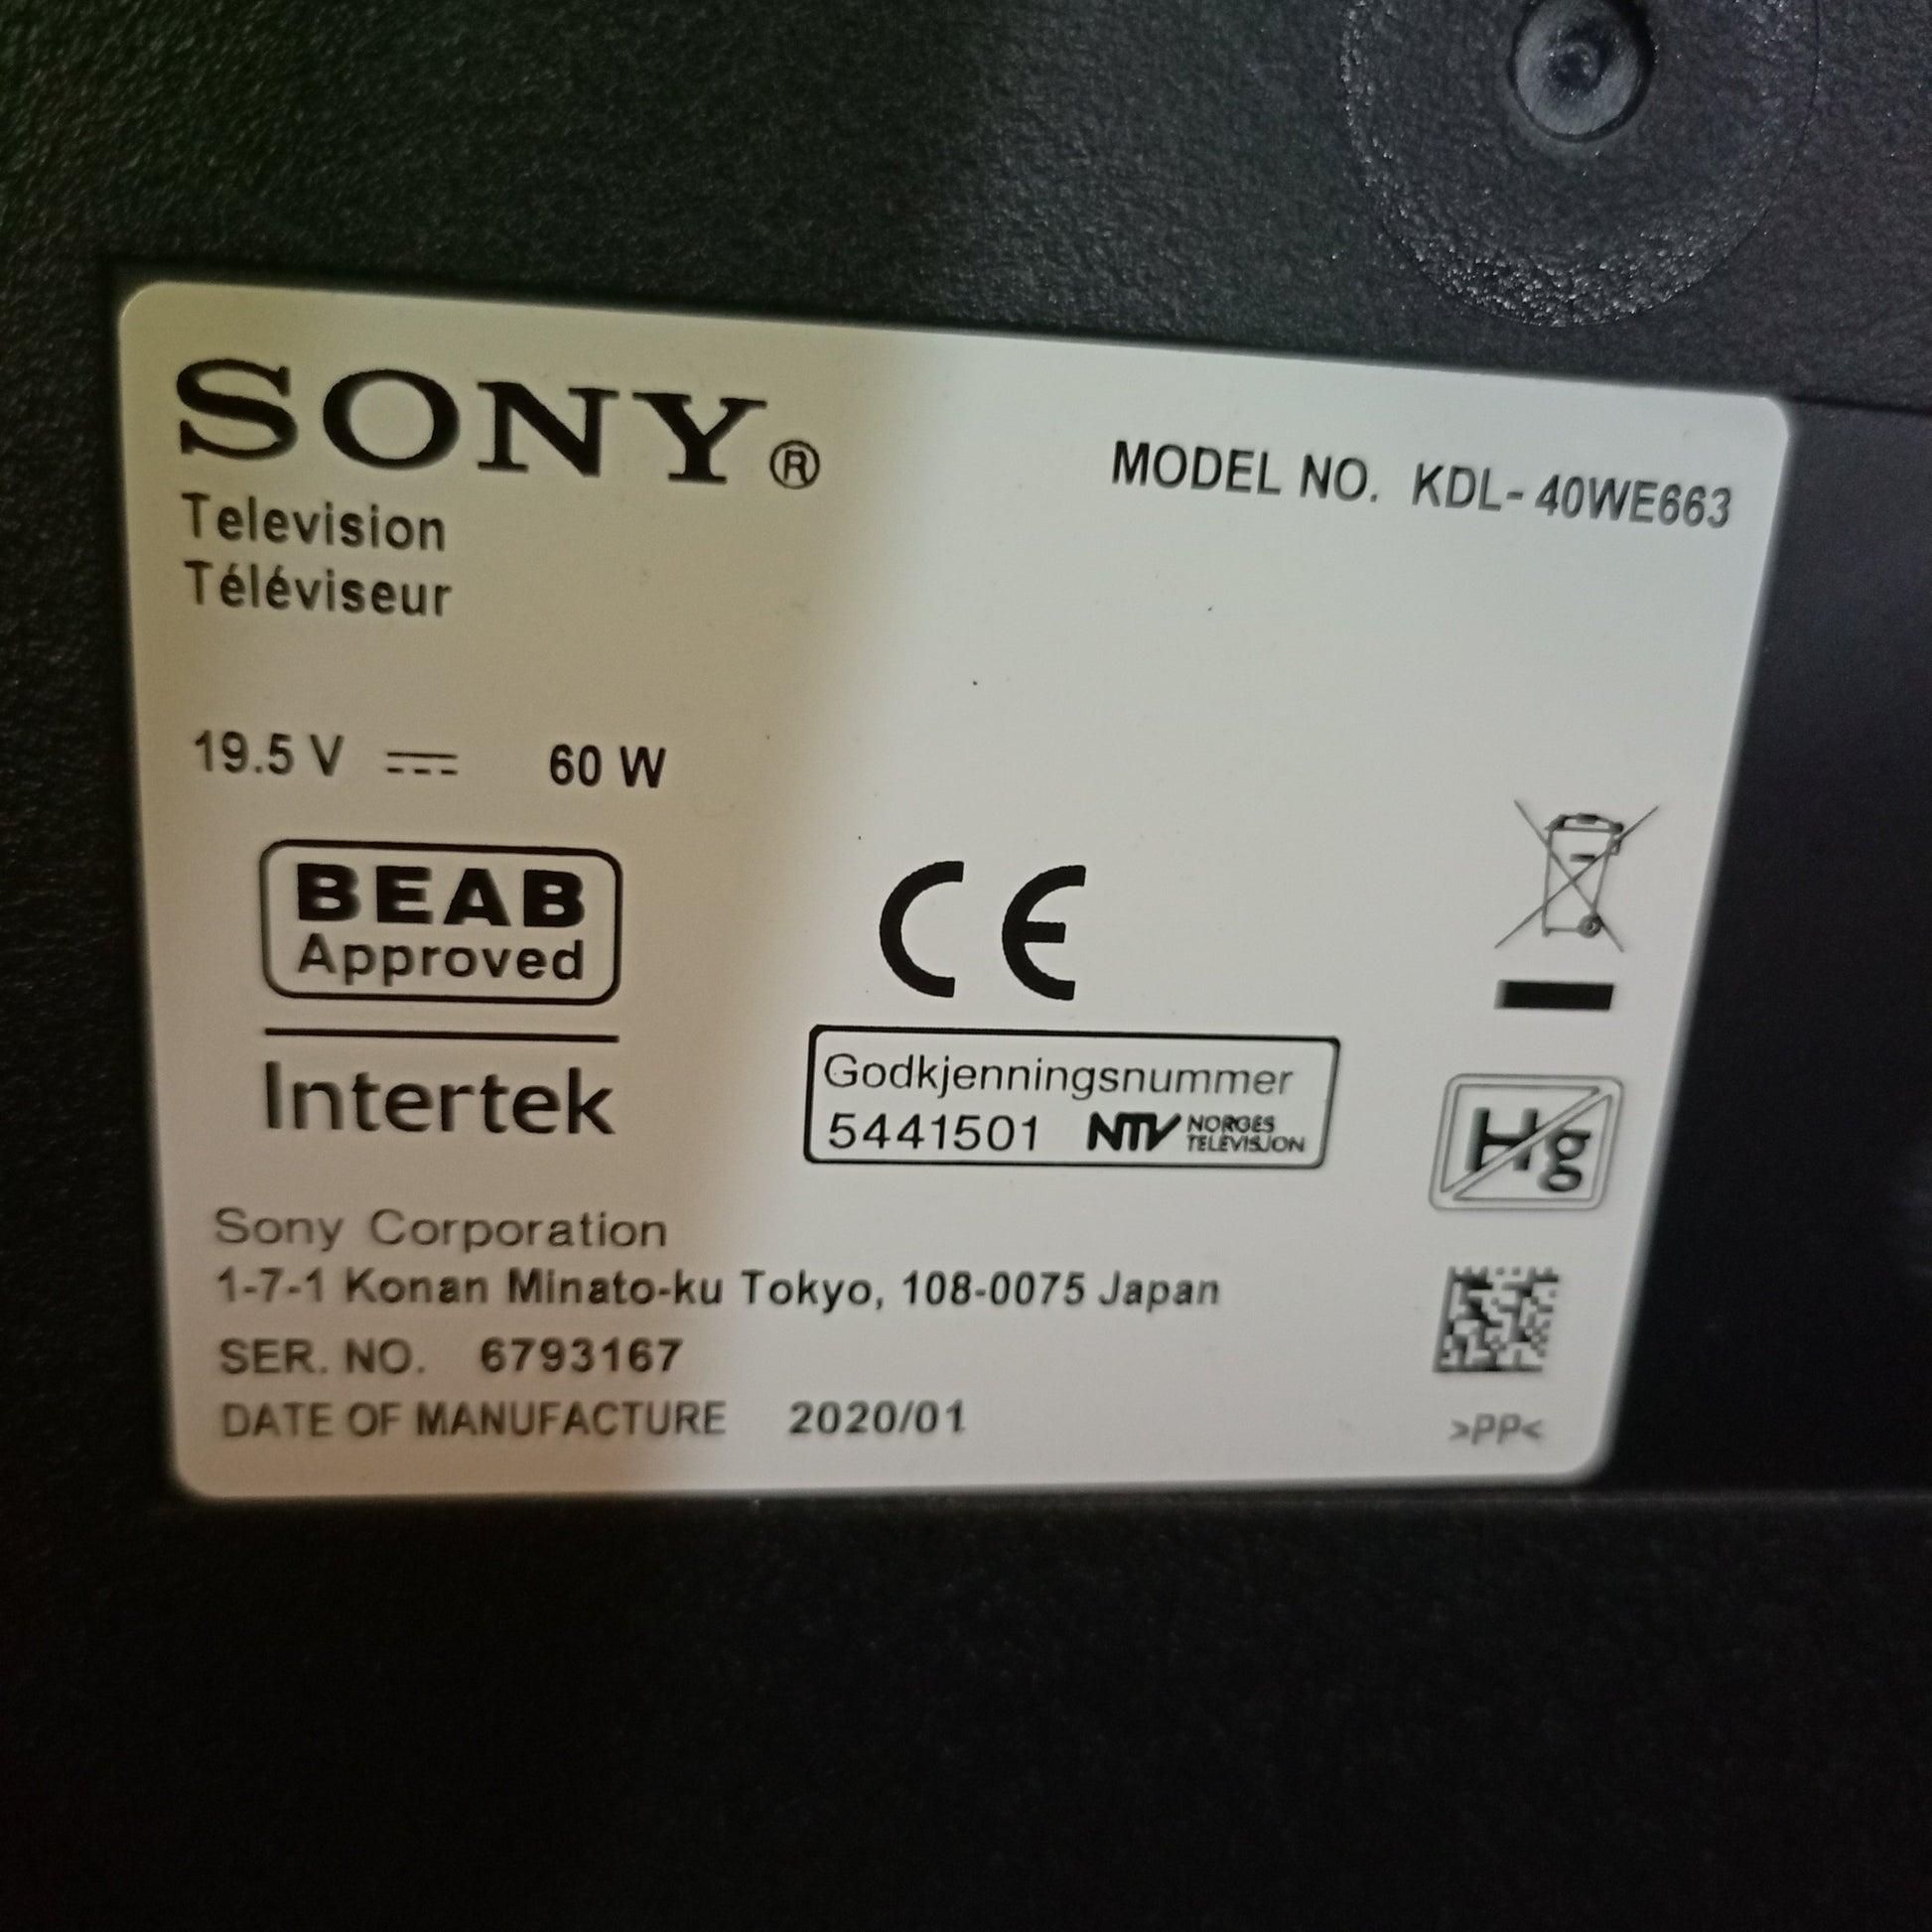 SONY®
Television
Téléviseur
MODEL NO. KDL-40WE663
19.5 V 60 W
BEAB
Approved
Intertek
CE
Godkjenningsnummer
5441501 NTV NORGES
TELEVISJON
Hg
Sony Corporation
1-7-1 Konan Minato-ku Tokyo, 108-0075 Japan
SER. NO. 6793167
DATE OF MANUFACTURE 2020/01
>PP<